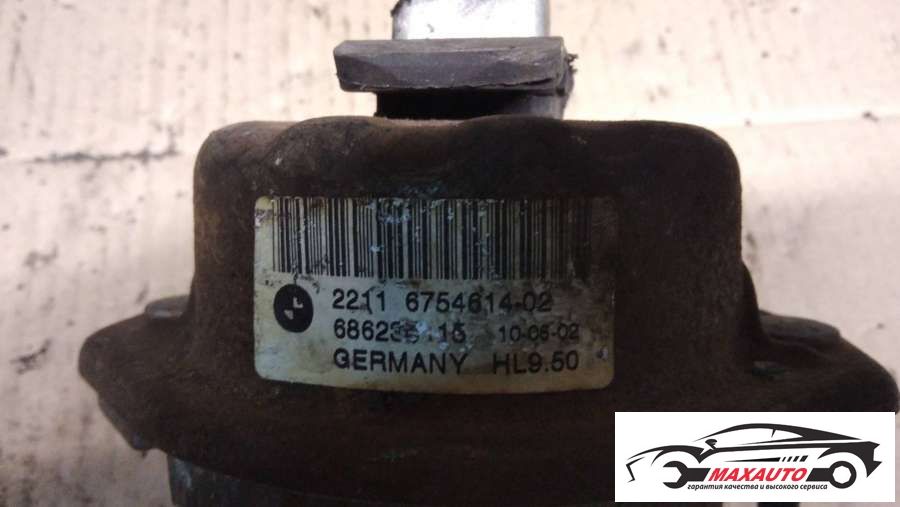 2211 6754614-02
10-06-02
GERMANY HL9.50
MAXAUTO
гарантия качества и высокого сервиса